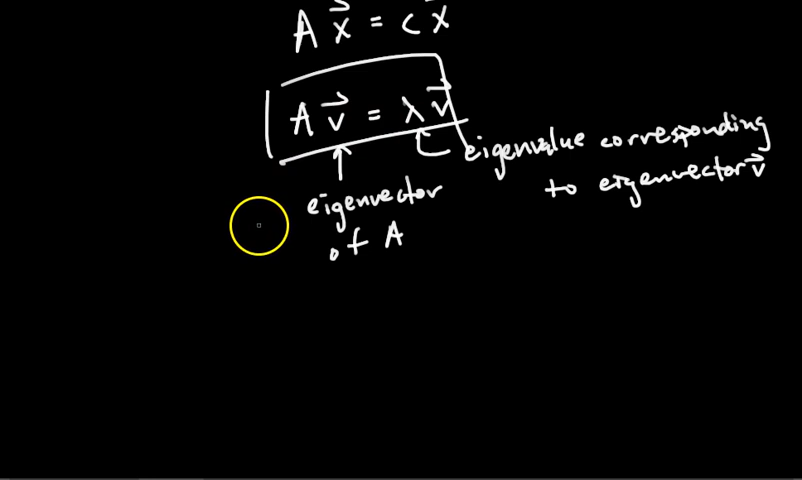 A x⃗ = c x⃗
A v⃗ = λ v⃗
eigenvalue corresponding
to eigenvector v⃗
eigenvector
of A